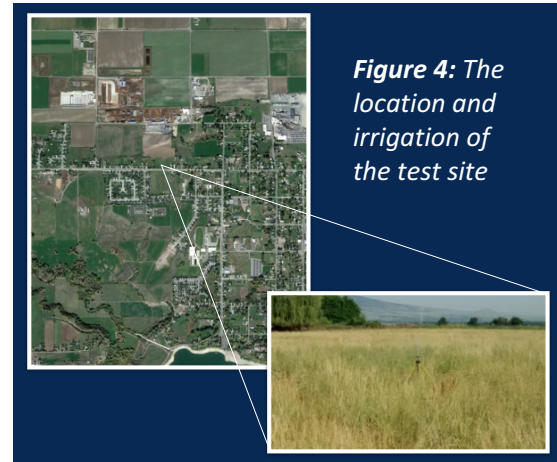 Figure 4: The
location and
irrigation of
the test site